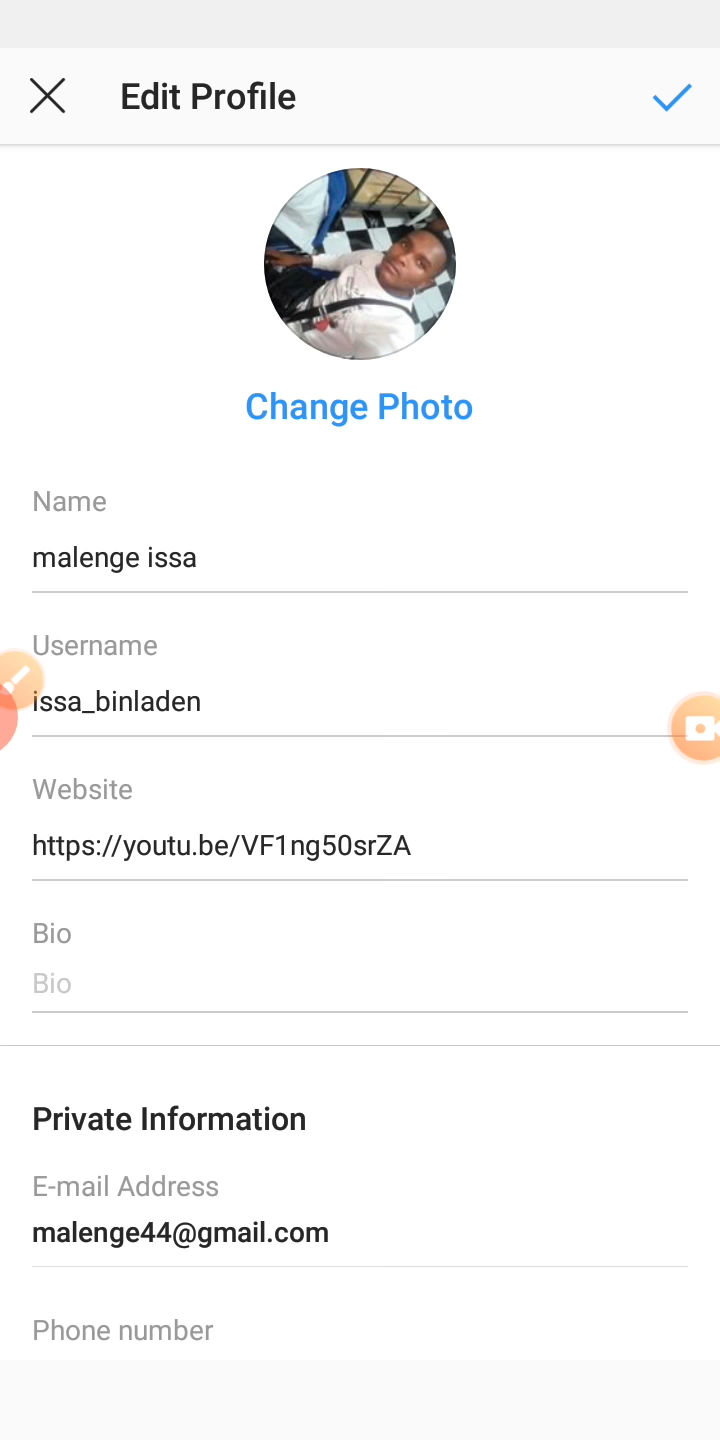 Edit Profile
Change Photo
Name
malenge issa
Username
issa_binladen
Website
https://youtu.be/VF1ng50srZA
Bio
Bio
Private Information
E-mail Address
malenge44@gmail.com
Phone number